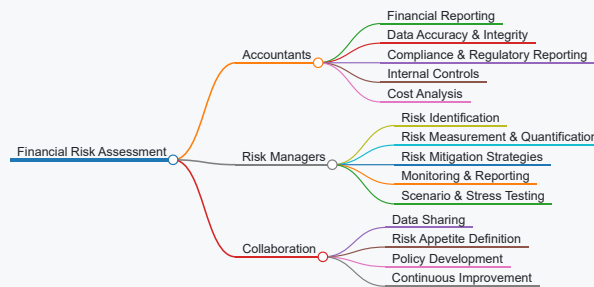 Financial Risk Assessment
Accountants
Financial Reporting
Data Accuracy & Integrity
Compliance & Regulatory Reporting
Internal Controls
Cost Analysis
Risk Managers
Risk Identification
Risk Measurement & Quantification
Risk Mitigation Strategies
Monitoring & Reporting
Scenario & Stress Testing
Collaboration
Data Sharing
Risk Appetite Definition
Policy Development
Continuous Improvement